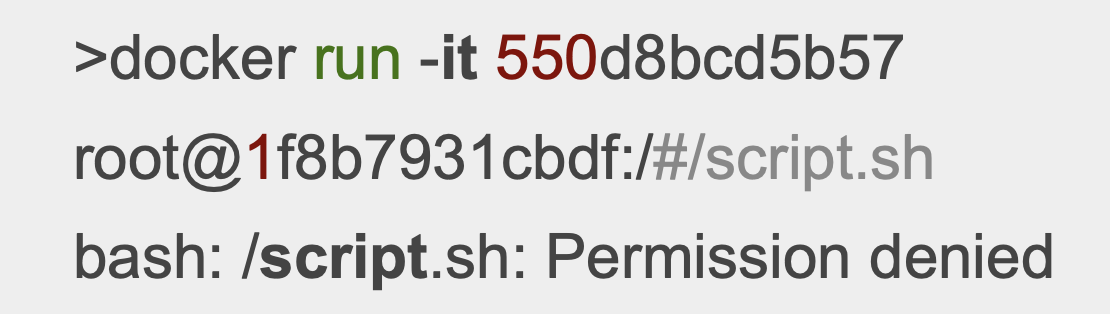 >docker run -it 550d8bcd5b57
root@1f8b7931cbdf:/#/script.sh
bash: /script.sh: Permission denied